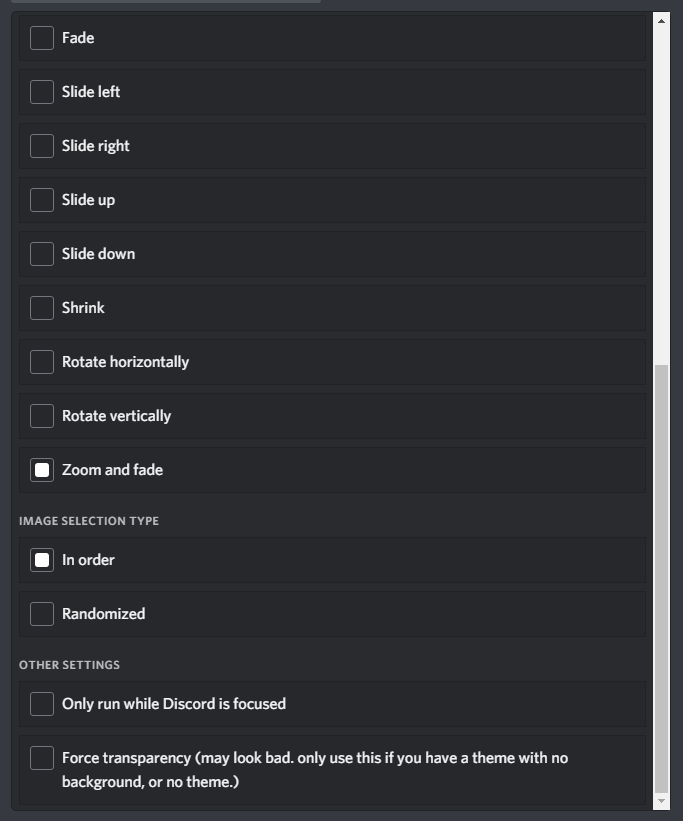 Fade
Slide left
Slide right
Slide up
Slide down
Shrink
Rotate horizontally
Rotate vertically
Zoom and fade
IMAGE SELECTION TYPE
In order
Randomized
OTHER SETTINGS
Only run while Discord is focused
Force transparency (may look bad. only use this if you have a theme with no
background, or no theme.)